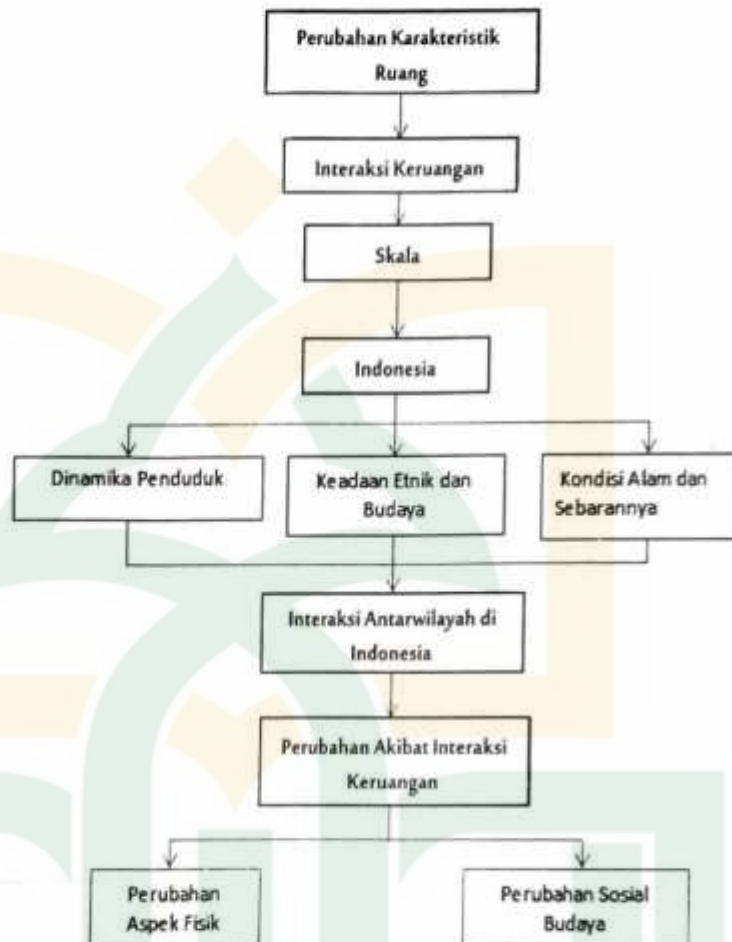 Perubahan Karakteristik
Ruang
Interaksi Keruangan
Skala
Indonesia
Dinamika Penduduk
Keadaan Etnik dan
Budaya
Kondisi Alam dan
Sebarannya
Interaksi Antarwilayah di
Indonesia
Perubahan Akibat Interaksi
Keruangan
Perubahan
Aspek Fisik
Perubahan Sosial
Budaya